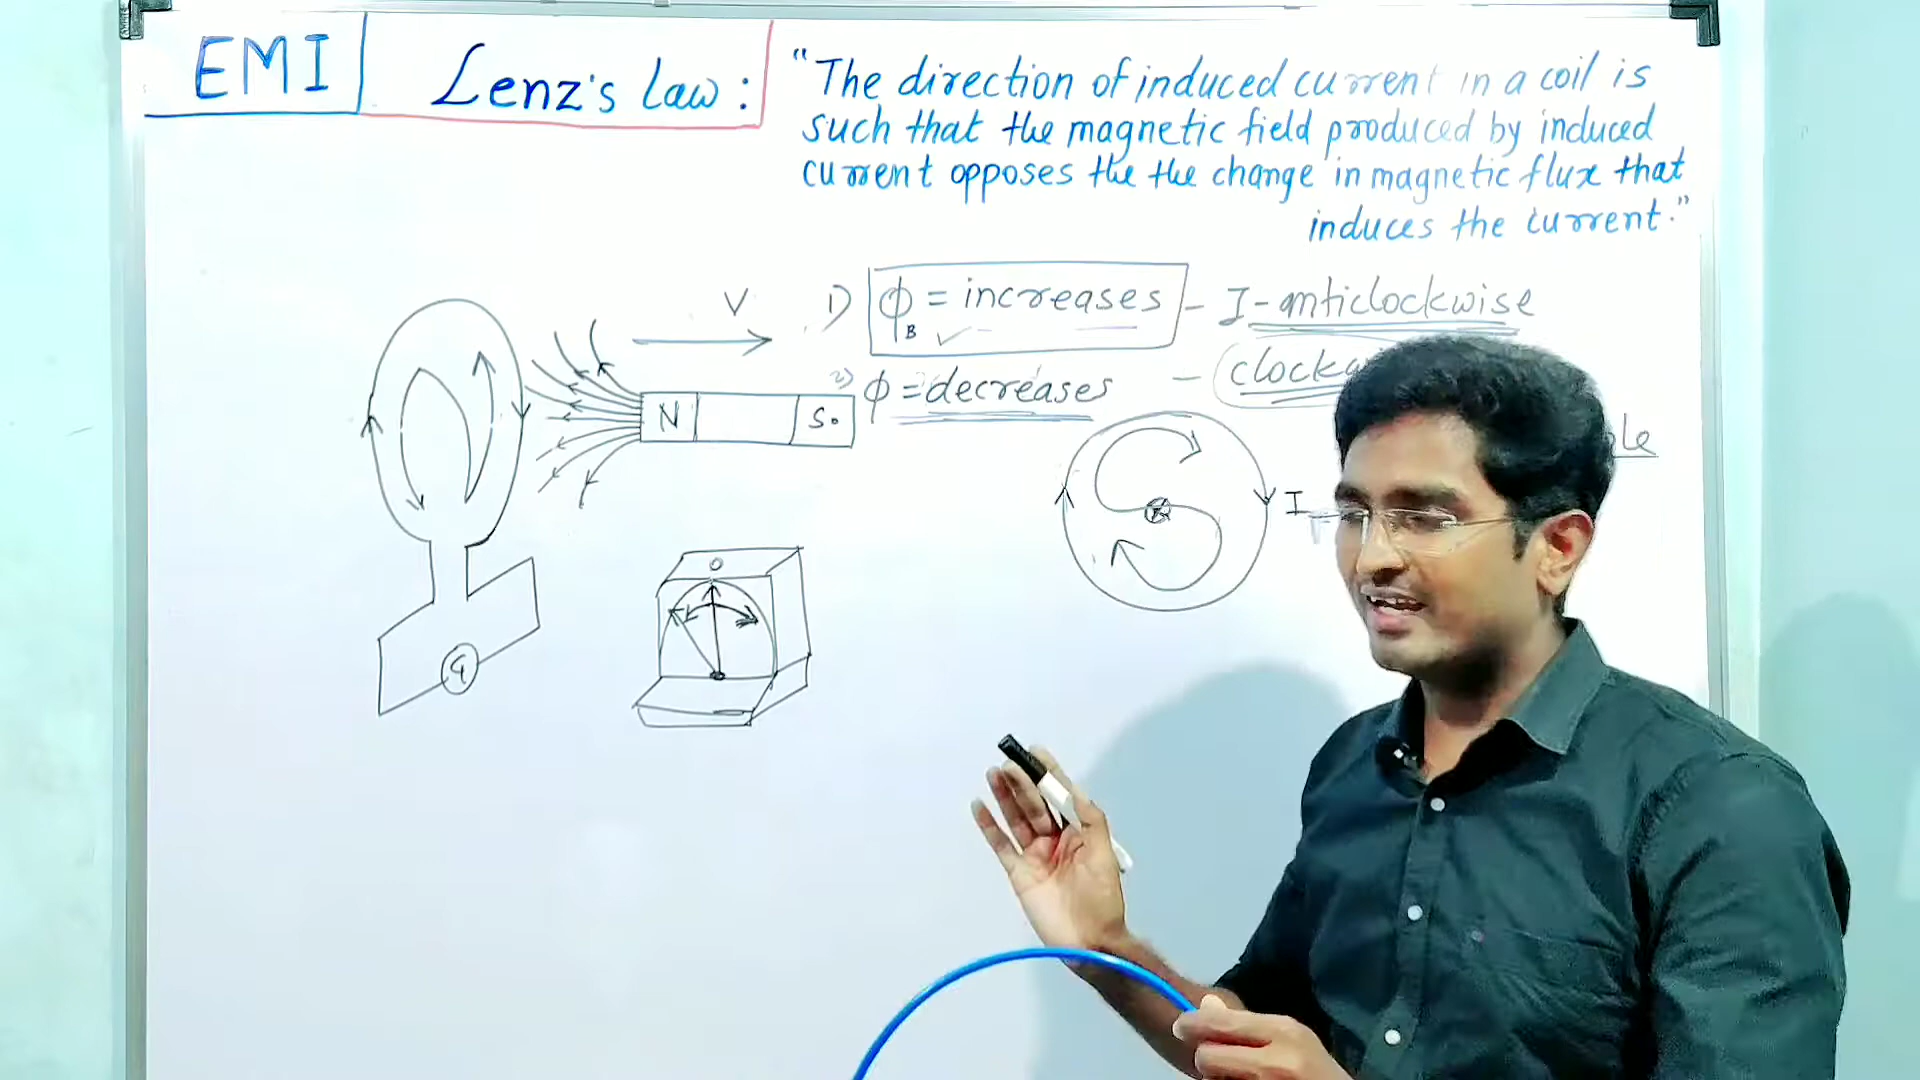 EMI
Lenz's Law:
"The direction of induced current in a coil is
such that the magnetic field produced by induced
current opposes the the change in magnetic flux that
induces the current."
V
1) ϕB = increases - I - anticlockwise
2) ϕ = decreases -
N S
I
G
0